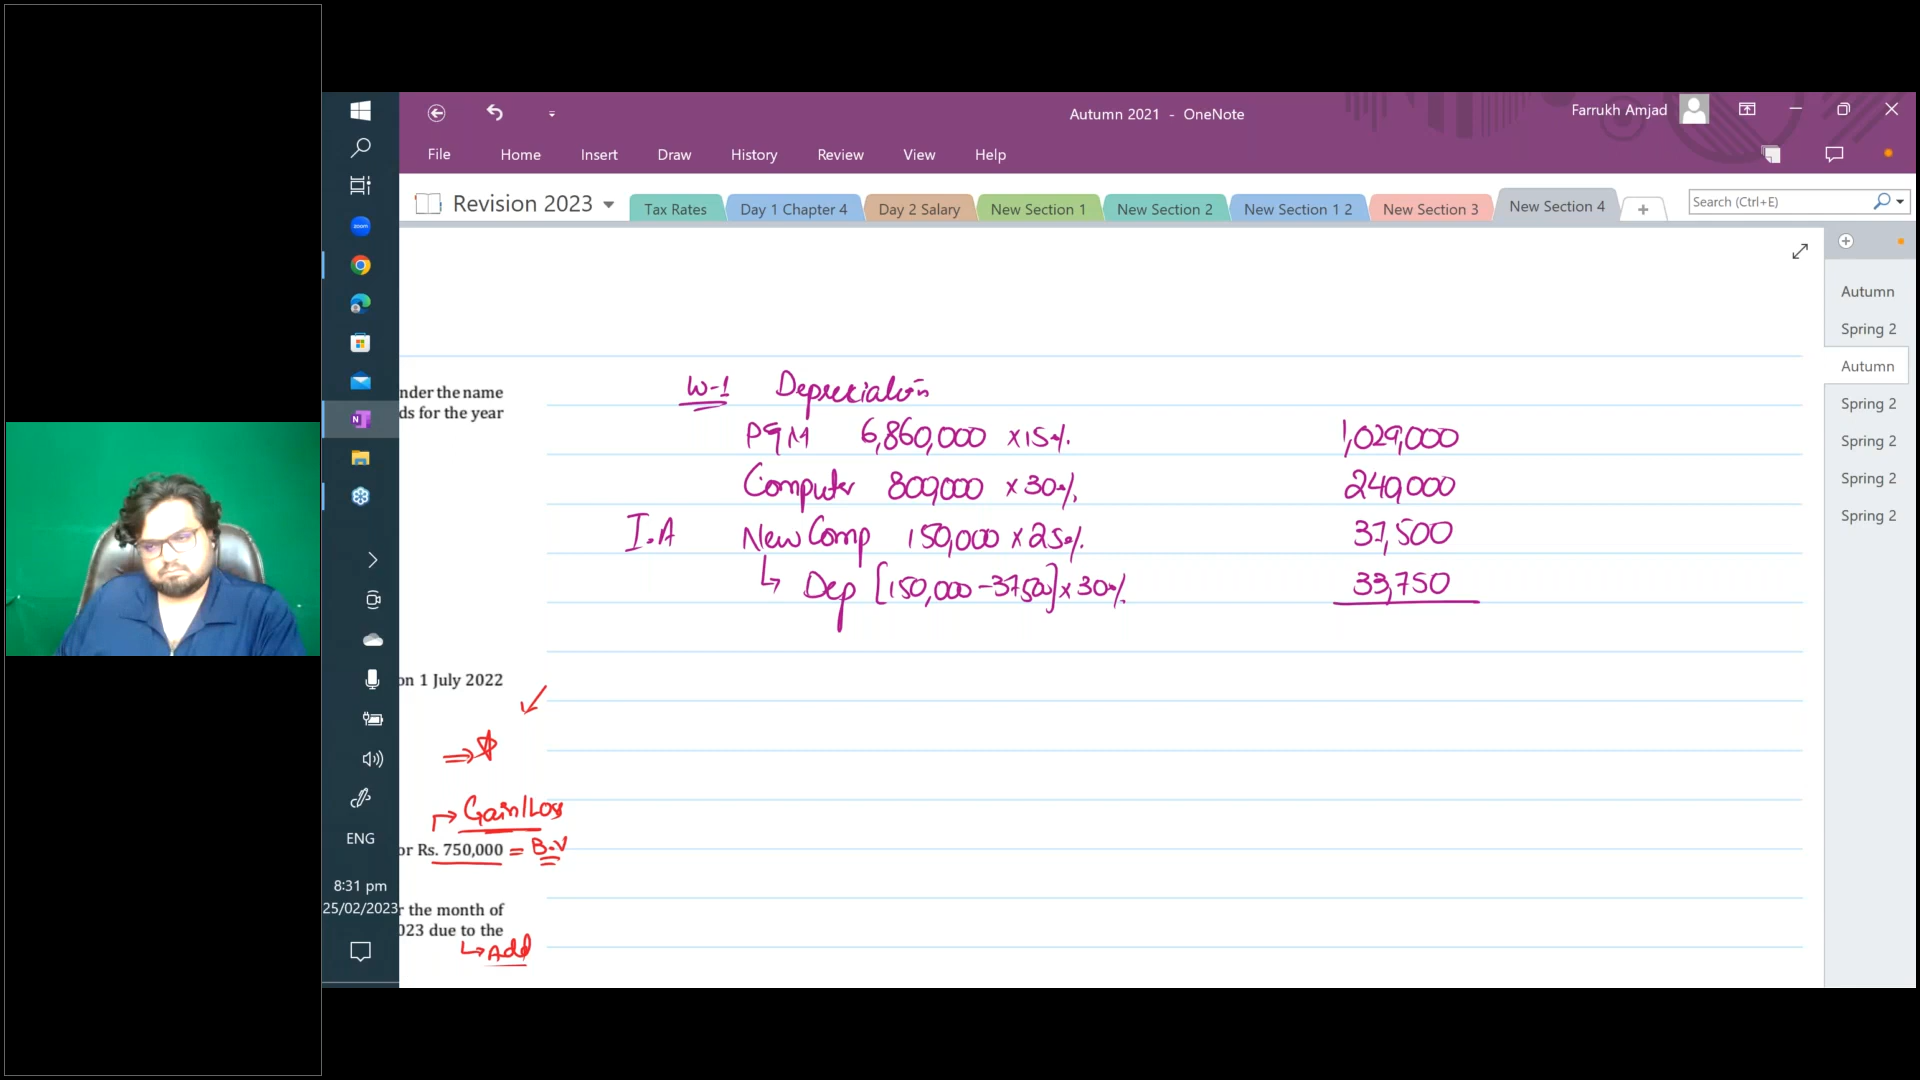 Autumn 2021 - OneNote
Farrukh Amjad
File Home Insert Draw History Review View Help
Revision 2023
Tax Rates Day 1 Chapter 4 Day 2 Salary New Section 1 New Section 2 New Section 1 2 New Section 3 New Section 4
Search (Ctrl+E)
Autumn
Spring 2
Autumn
Spring 2
Spring 2
Spring 2
Spring 2
nder the name
ds for the year
W-1 Depreciation
P&M 6,860,000 x15% 1,029,000
Computer 800,000 x 30% 240,000
I.A New Comp 150,000 x 25% 37,500
Dep [150,000 - 37500] x 30% 33,750
on 1 July 2022
Gain/Loss
or Rs. 750,000 = B.V
r the month of
023 due to the
Add
zoom
N
ENG
8:31 pm
25/02/2023